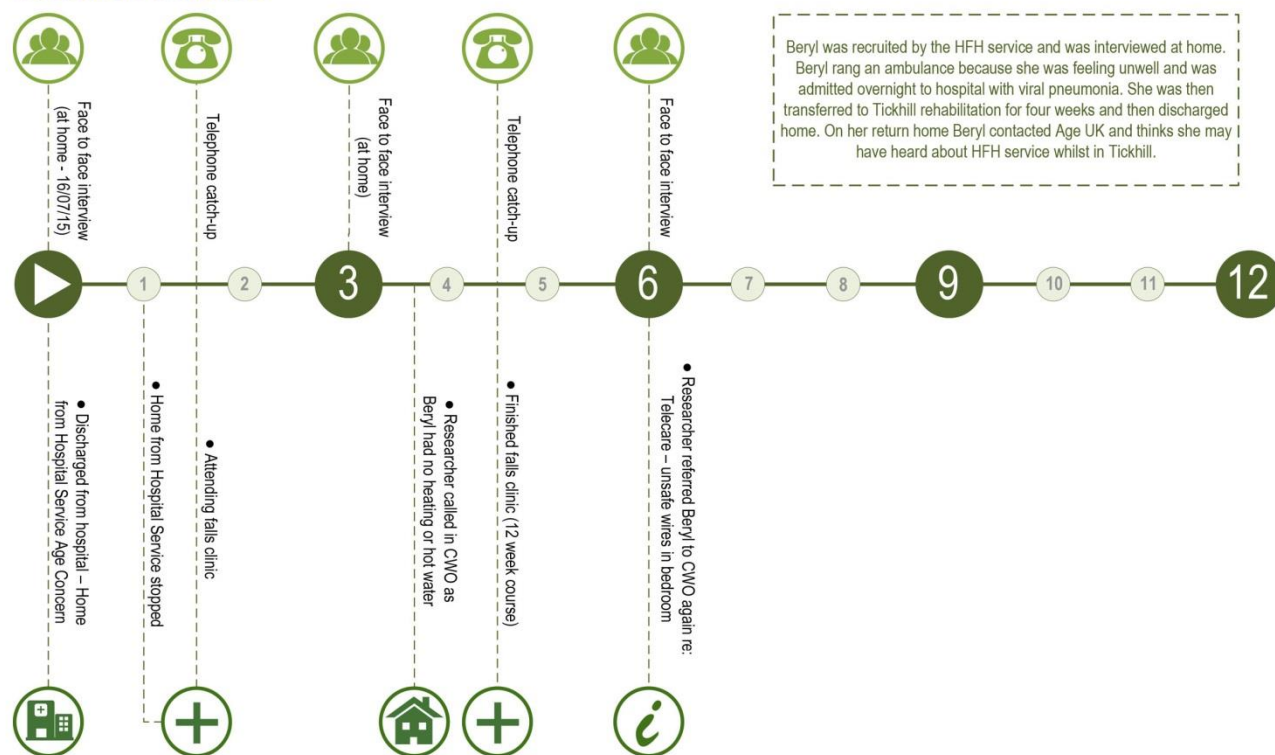 Face to face interview
(at home - 16/07/15)
Telephone catch-up
Face to face interview
(at home)
Telephone catch-up
Face to face interview
Beryl was recruited by the HFH service and was interviewed at home.
Beryl rang an ambulance because she was feeling unwell and was
admitted overnight to hospital with viral pneumonia. She was then
transferred to Tickhill rehabilitation for four weeks and then discharged
home. On her return home Beryl contacted Age UK and thinks she may
have heard about HFH service whilst in Tickhill.
1
2
3
4
5
6
7
8
9
10
11
12
• Discharged from hospital – Home
from Hospital Service Age Concern
• Home from Hospital Service stopped
• Attending falls clinic
• Researcher called in CWO as
Beryl had no heating or hot water
• Finished falls clinic (12 week course)
• Researcher referred Beryl to CWO again re:
Telecare – unsafe wires in bedroom
i